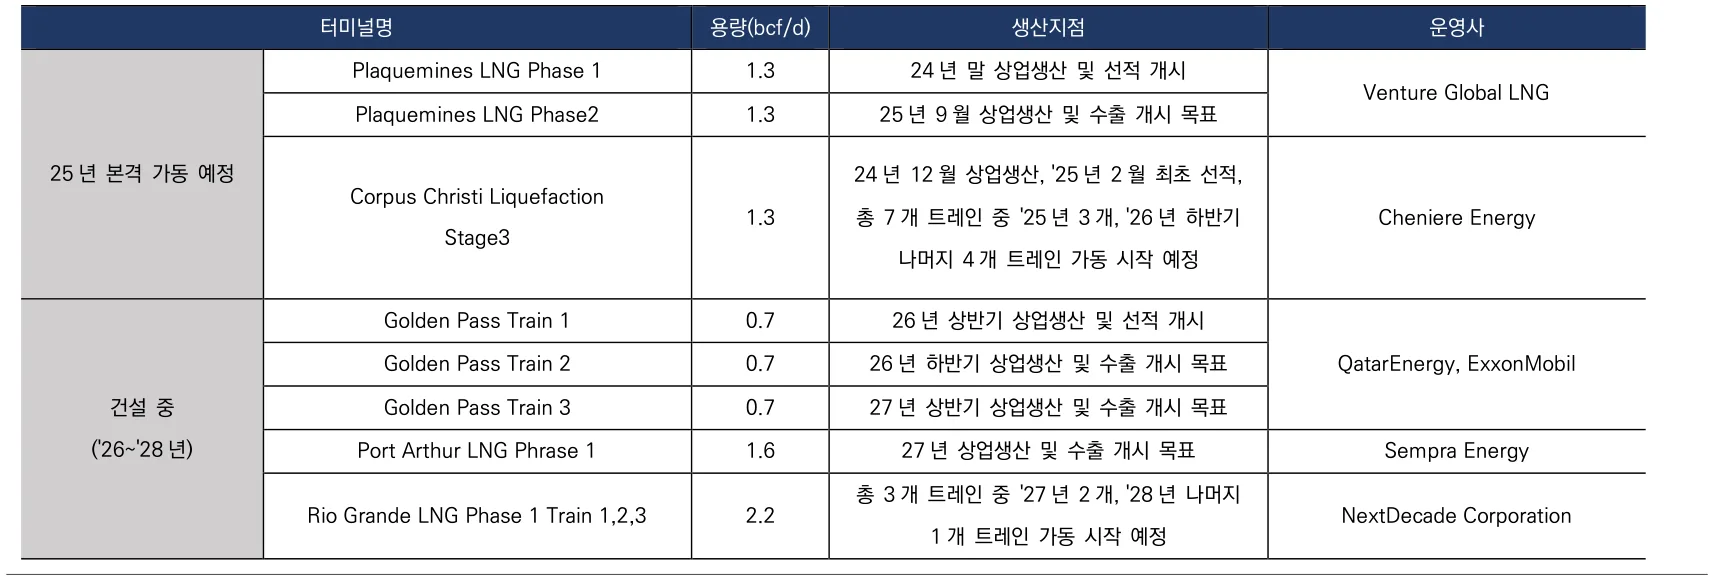 터미널명 용량(bcf/d) 생산지점 운영사
25년 본격 가동 예정
Plaquemines LNG Phase 1 1.3 24년 말 상업생산 및 선적 개시
Venture Global LNG
Plaquemines LNG Phase2 1.3 25년 9월 상업생산 및 수출 개시 목표
Corpus Christi Liquefaction
Stage3
1.3
24년 12월 상업생산, '25년 2월 최초 선적,
총 7개 트레인 중 '25년 3개, '26년 하반기
나머지 4개 트레인 가동 시작 예정
Cheniere Energy
건설 중
('26~'28년)
Golden Pass Train 1 0.7 26년 상반기 상업생산 및 선적 개시
Golden Pass Train 2 0.7 26년 하반기 상업생산 및 수출 개시 목표 QatarEnergy, ExxonMobil
Golden Pass Train 3 0.7 27년 상반기 상업생산 및 수출 개시 목표
Port Arthur LNG Phrase 1 1.6 27년 상업생산 및 수출 개시 목표 Sempra Energy
Rio Grande LNG Phase 1 Train 1,2,3 2.2
총 3개 트레인 중 '27년 2개, '28년 나머지
1개 트레인 가동 시작 예정
NextDecade Corporation